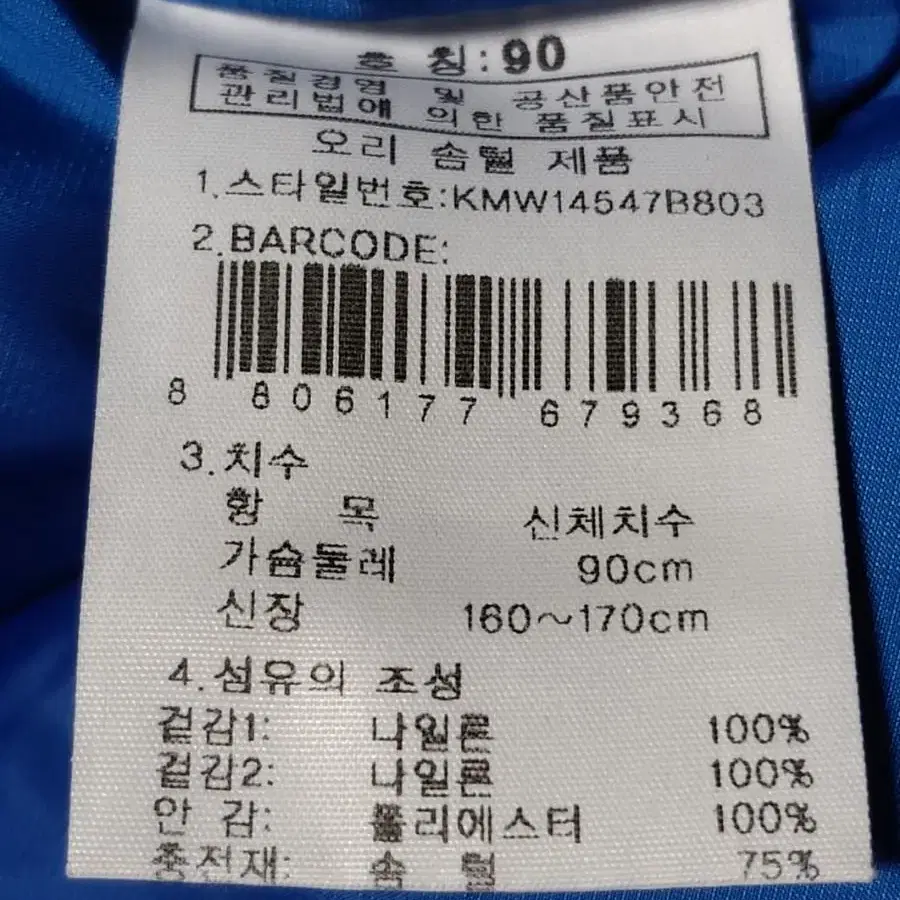 호 칭:90
품질경영 및 공산품안전
관리법에 의한 품질표시
오리 솜털 제품
1.스타일번호:KMW14547B803
2.BARCODE:
8 806177 679368
3.치수
항 목 신체치수
가슴둘레 90cm
신장 160~170cm
4.섬유의 조성
겉감1: 나일론 100%
겉감2: 나일론 100%
안 감: 폴리에스터 100%
충전재: 솜 털 75%